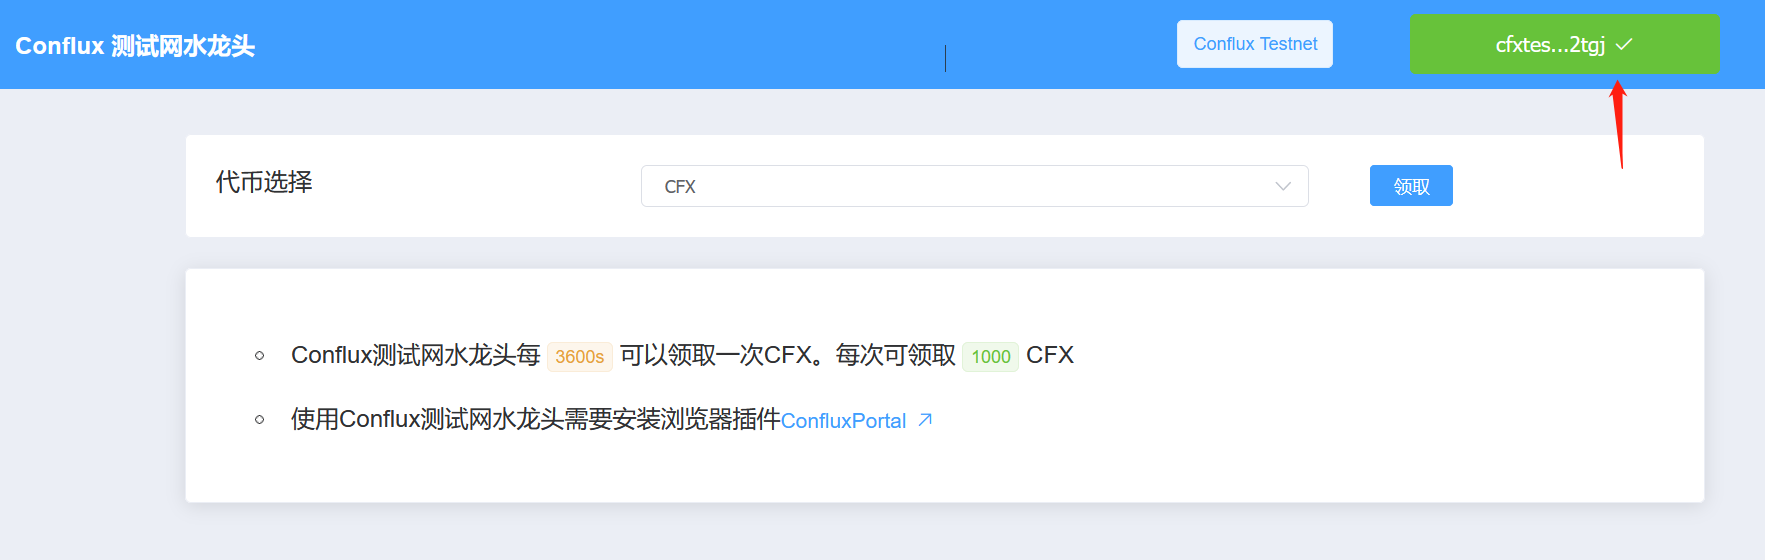 Conflux 测试网水龙头
Conflux Testnet
cfxtes...2tgj
代币选择
CFX
领取
Conflux测试网水龙头每 3600s 可以领取一次CFX。每次可领取 1000 CFX
使用Conflux测试网水龙头需要安装浏览器插件ConfluxPortal